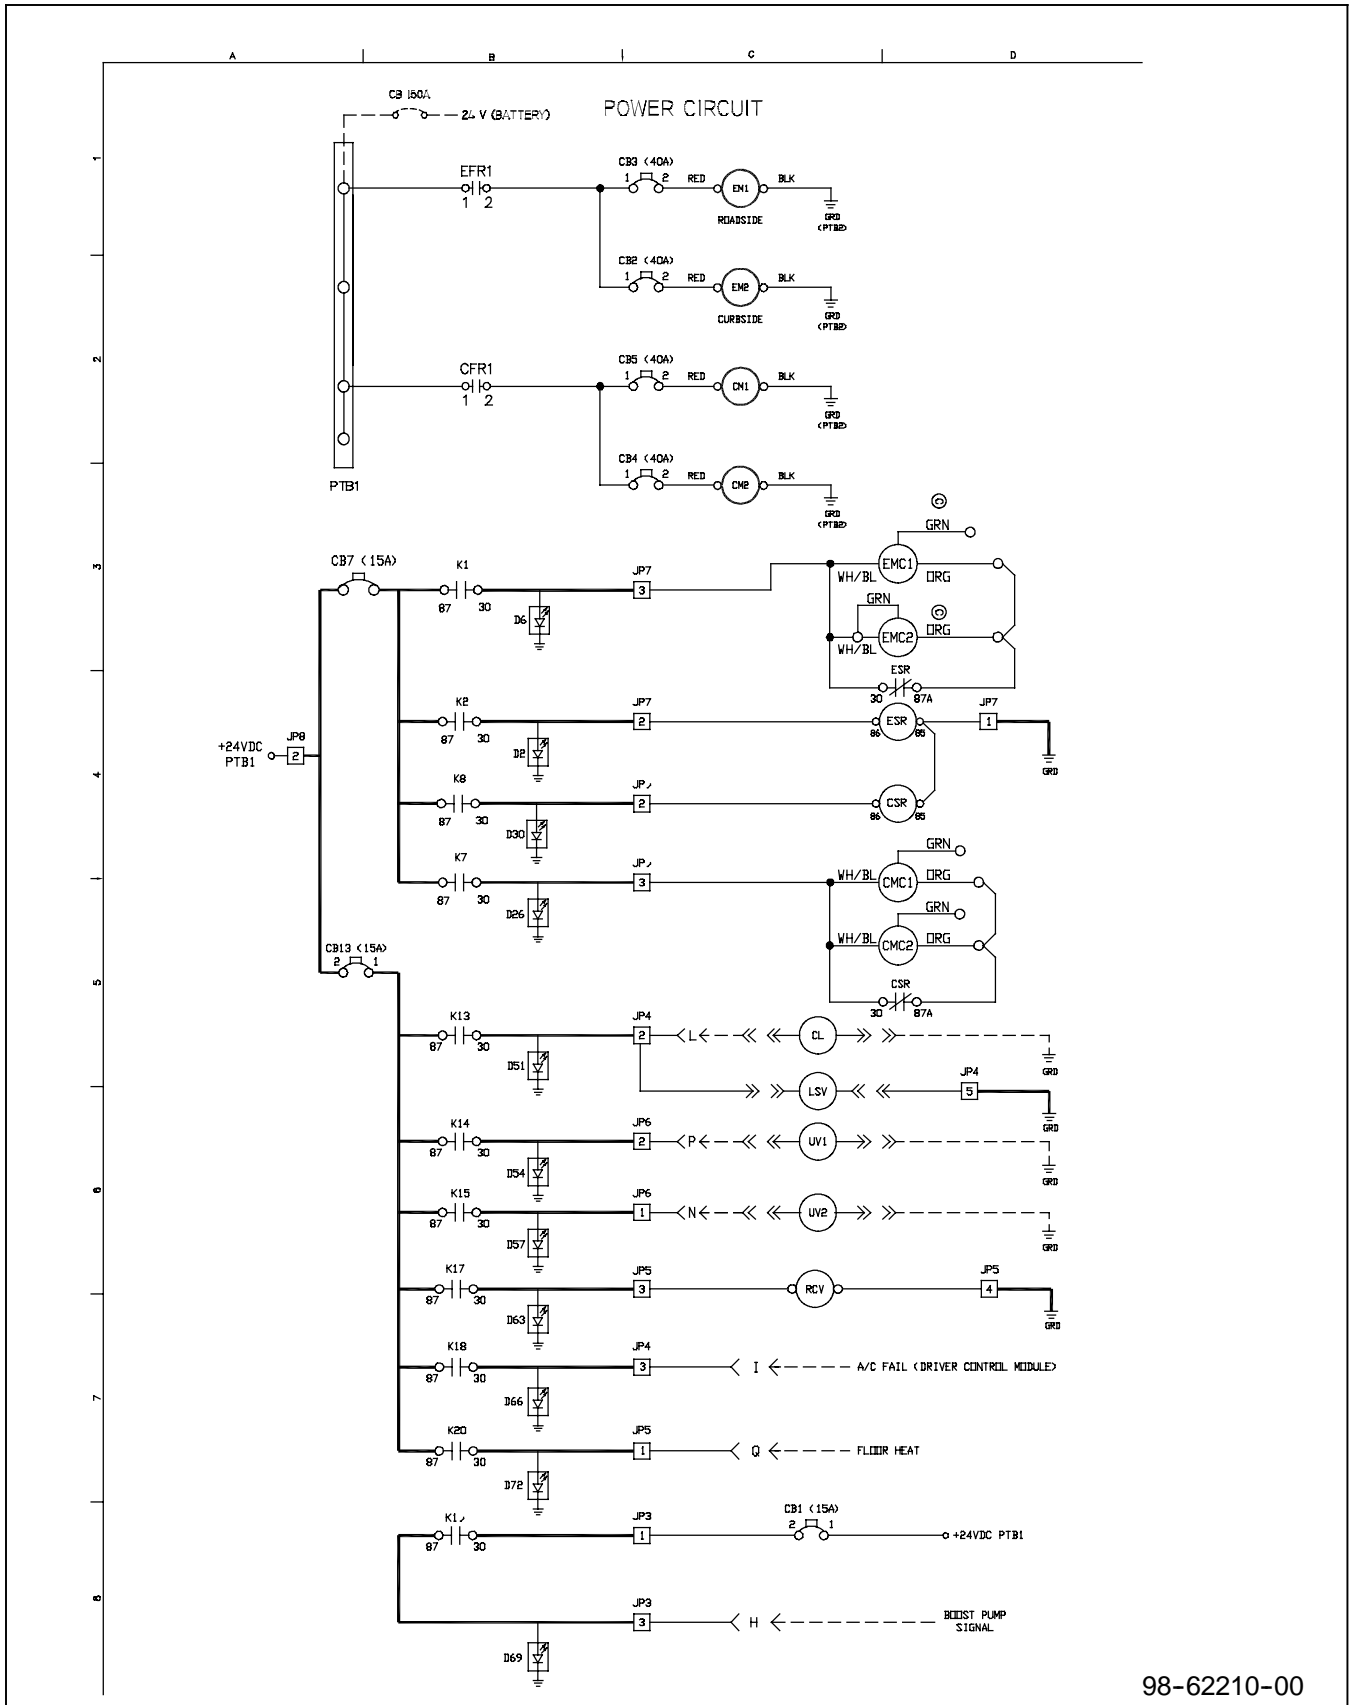 A B C D
CB 150A
24 V (BATTERY)
POWER CIRCUIT
1
EFR1
1 2
CB3 (40A)
1 2 RED EM1 BLK
ROADSIDE
GRD
(PTB2)
CB2 (40A)
1 2 RED EM2 BLK
CURBSIDE
GRD
(PTB2)
2
CFR1
1 2
CB5 (40A)
1 2 RED CM1 BLK
GRD
(PTB2)
CB4 (40A)
1 2 RED CM2 BLK
GRD
(PTB2)
PTB1
3
CB7 (15A)
K1
87 30
D6
JP7
3
GRN
WH/BL EMC1 ORG
GRN
WH/BL EMC2 ORG
ESR
30 87A
K2
87 30
D2
JP7
2
86 ESR 85
JP7
1
GRD
+24VDC
PTB1
JP8
2
4
K8
87 30
D30
2
86 CSR 85
K7
87 30
D26
3
GRN
WH/BL CMC1 ORG
GRN
WH/BL CMC2 ORG
CSR
30 87A
CB13 (15A)
2 1
5
K13
87 30
D51
JP4
2
L CL
GRD
LSV
JP4
5
GRD
K14
87 30
D54
JP6
2
P UV1
GRD
6
K15
87 30
D57
JP6
1
N UV2
GRD
K17
87 30
D63
JP5
3
RCV
JP5
4
GRD
K18
87 30
D66
JP4
3
I A/C FAIL (DRIVER CONTROL MODULE)
7
K20
87 30
D72
JP5
1
Q FLOOR HEAT
87 30
JP3
1
CB1 (15A)
2 1
+24VDC PTB1
8
JP3
3
H BOOST PUMP
SIGNAL
D69
98-62210-00